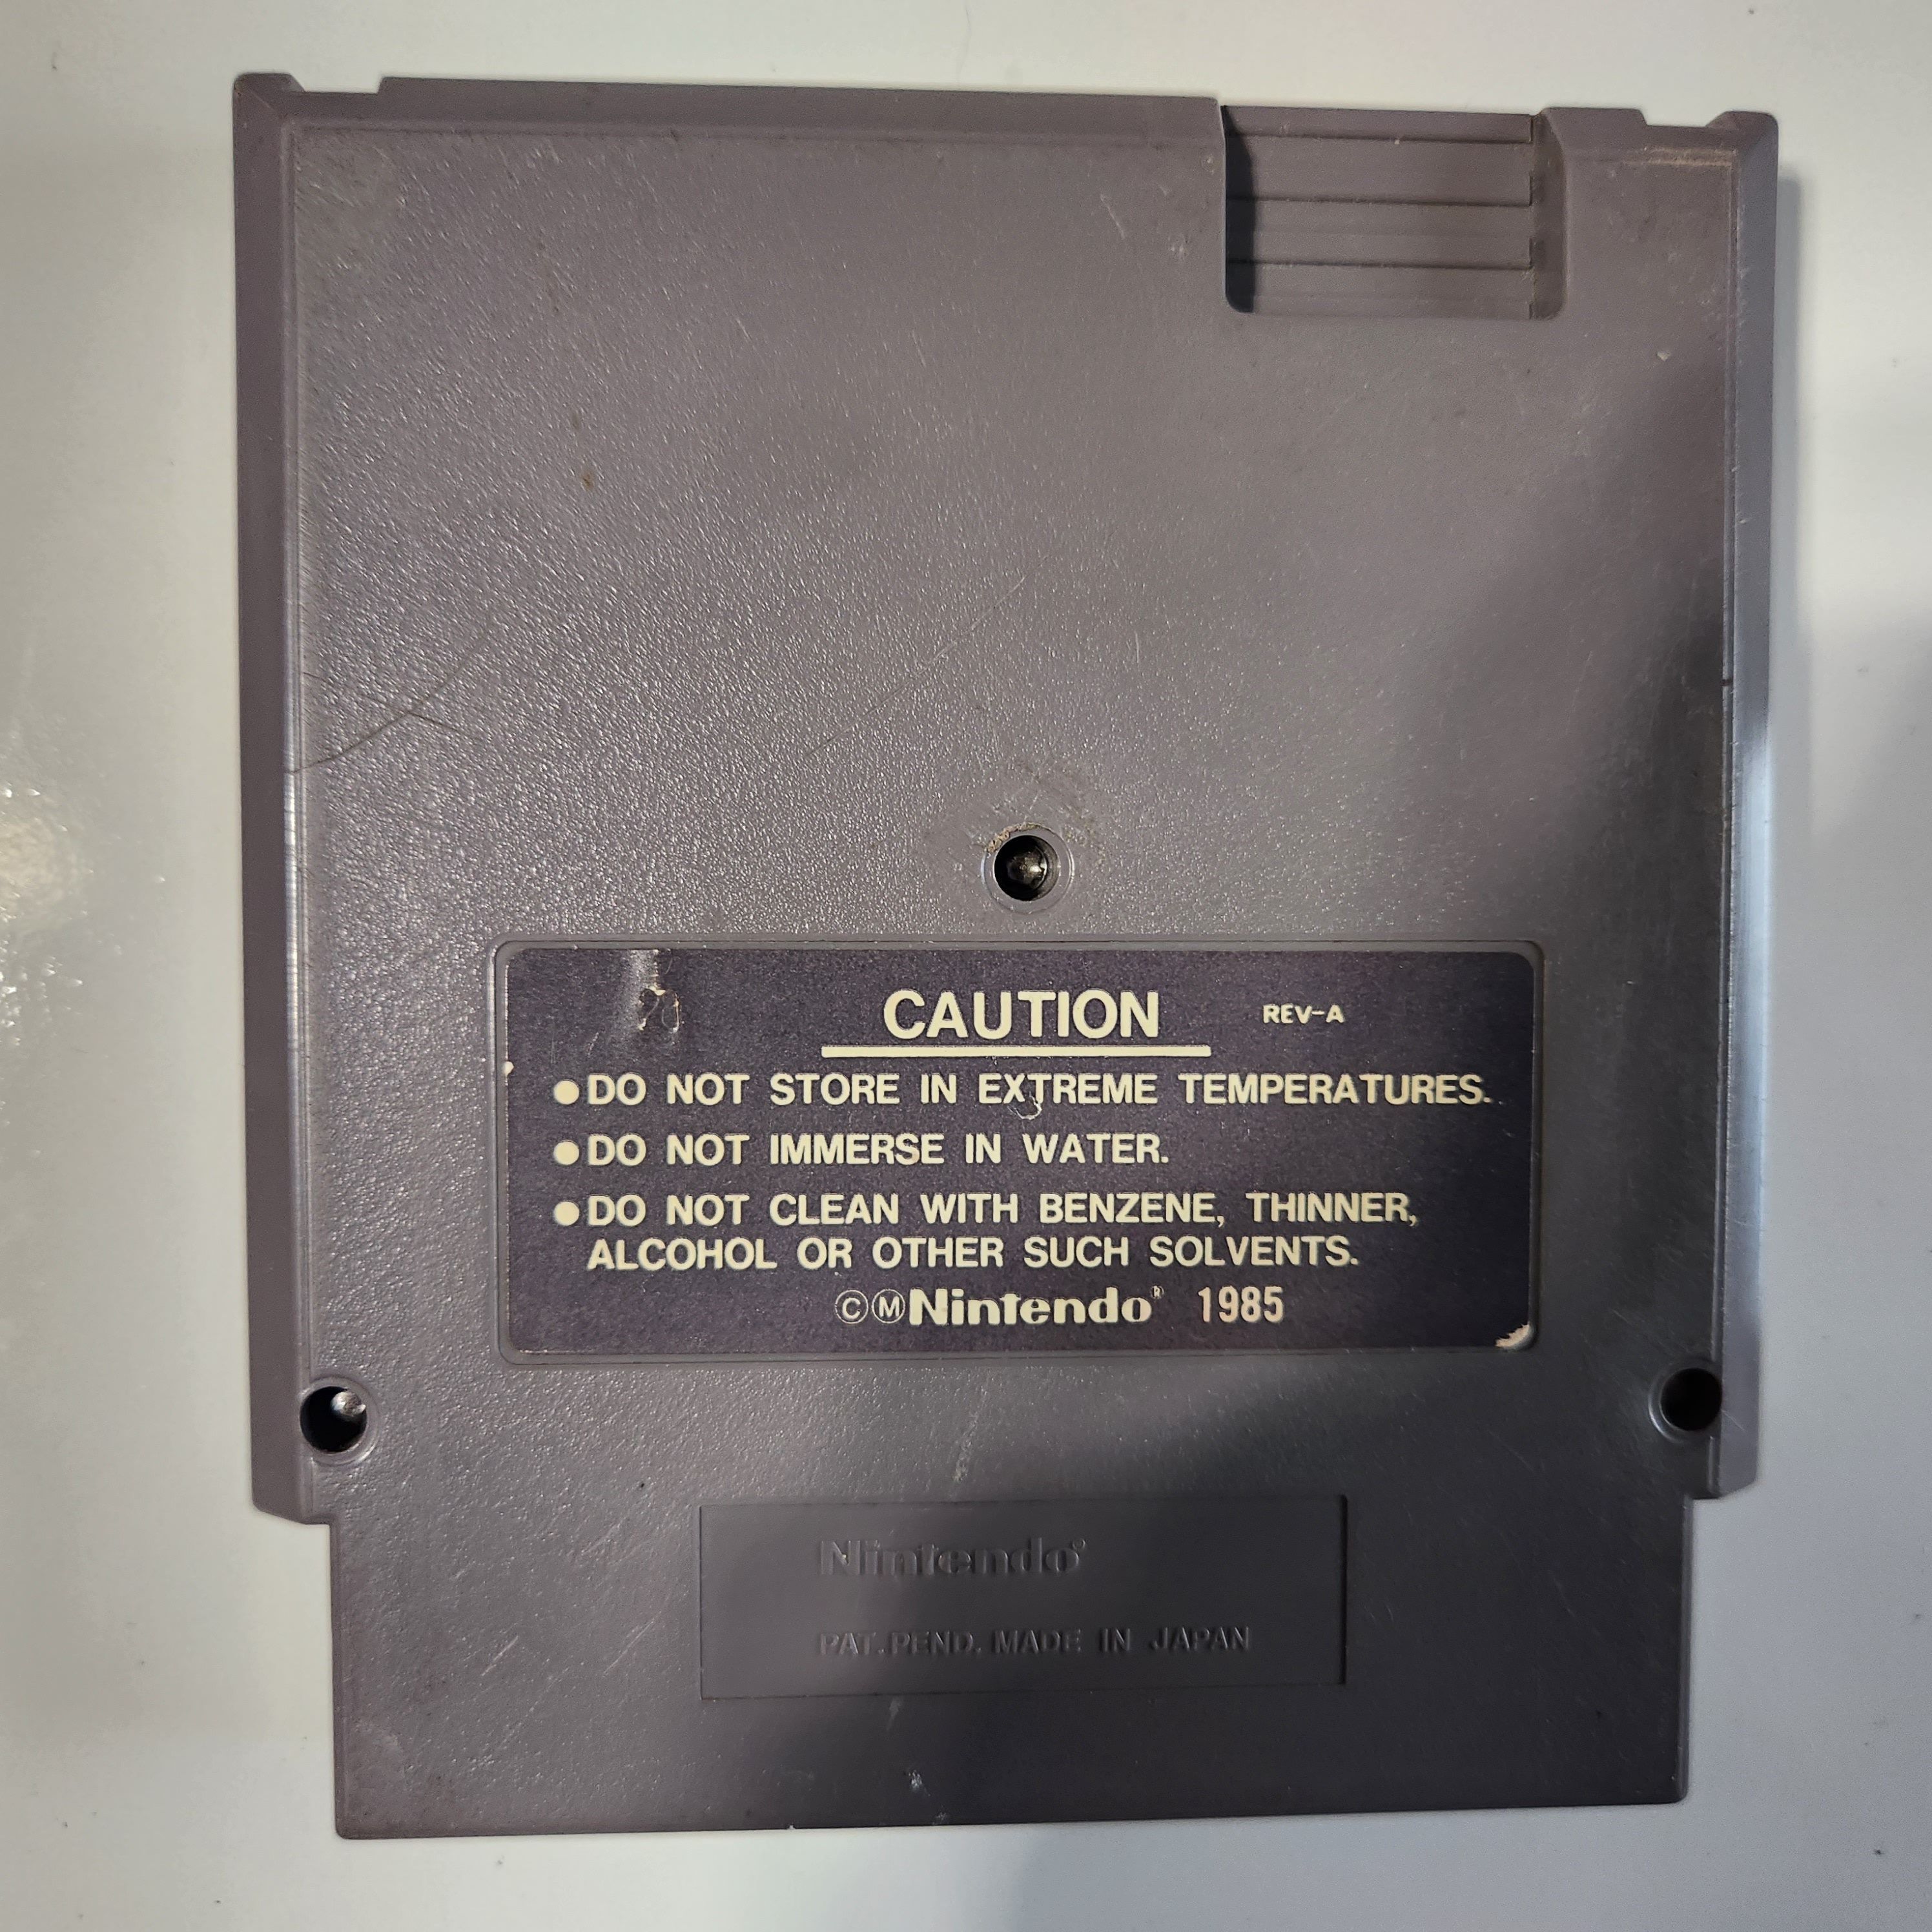 CAUTION REV-A
●DO NOT STORE IN EXTREME TEMPERATURES.
●DO NOT IMMERSE IN WATER.
●DO NOT CLEAN WITH BENZENE, THINNER,
ALCOHOL OR OTHER SUCH SOLVENTS.
©ⓂNintendo® 1985
Nintendo®
PAT.PEND. MADE IN JAPAN